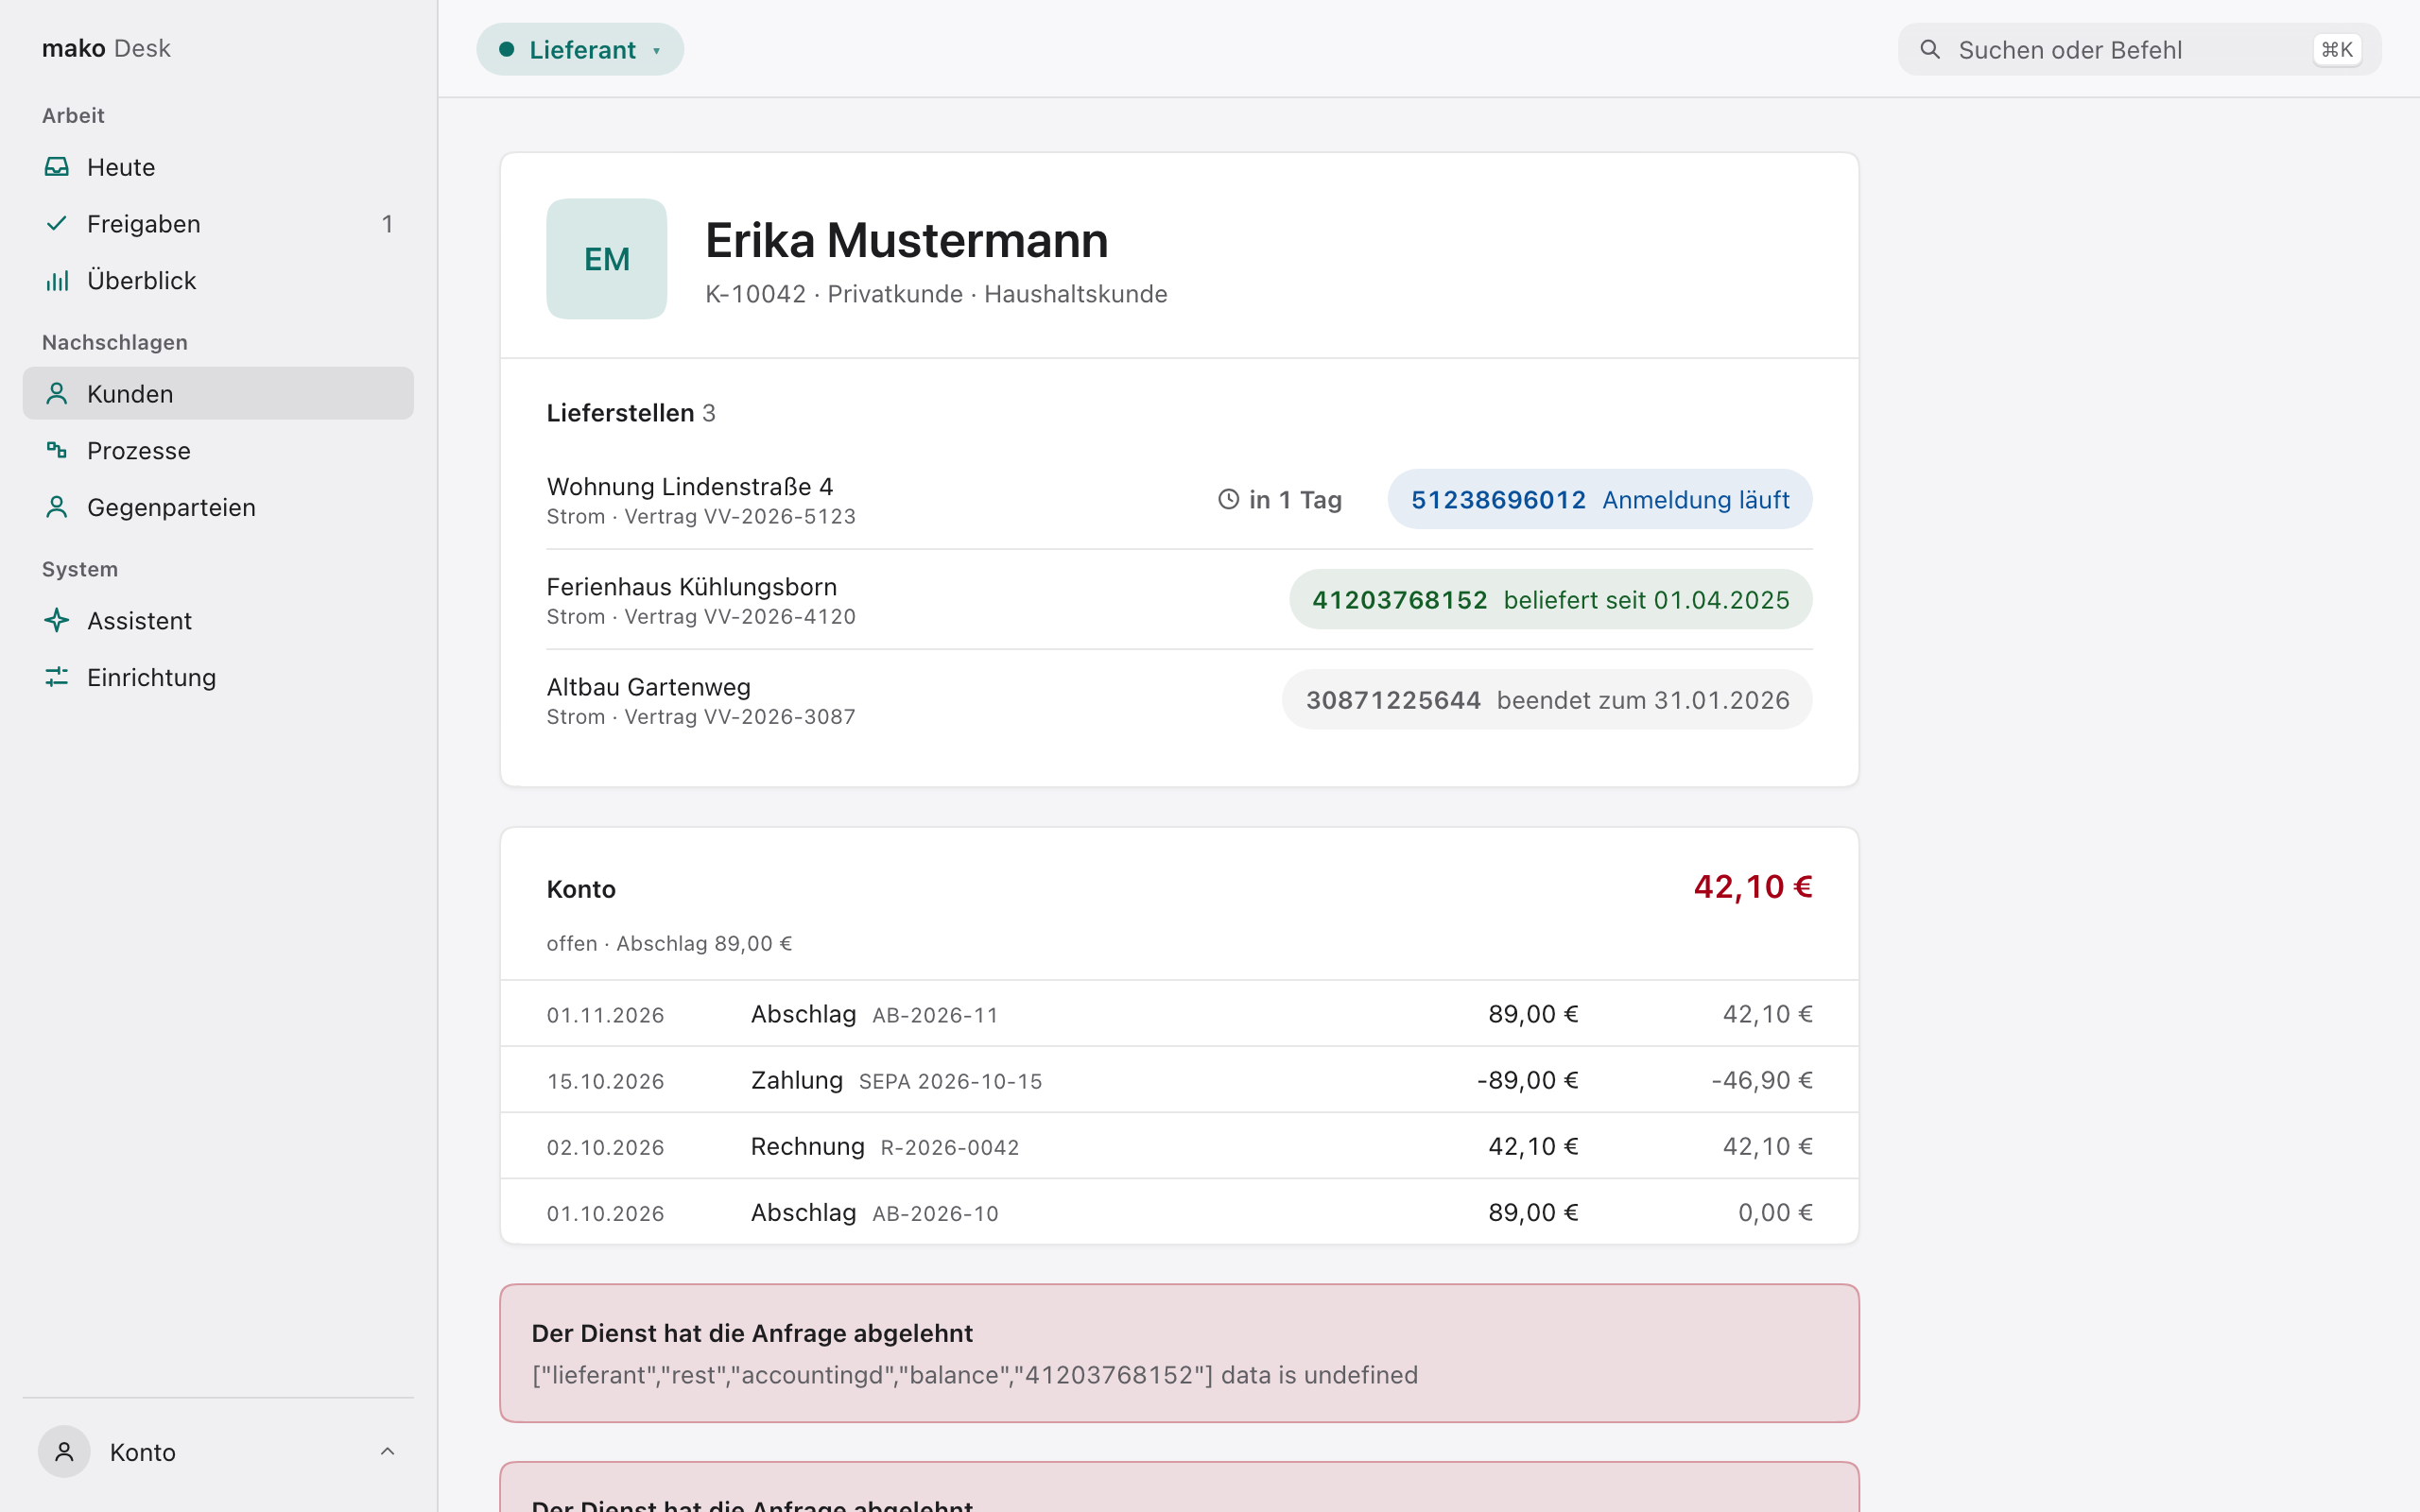 mako Desk
Arbeit
Heute
Freigaben 1
Überblick
Nachschlagen
Kunden
Prozesse
Gegenparteien
System
Assistent
Einrichtung
Konto
Lieferant
Suchen oder Befehl ⌘K
EM
Erika Mustermann
K-10042 · Privatkunde · Haushaltskunde
Lieferstellen 3
Wohnung Lindenstraße 4
Strom · Vertrag VV-2026-5123
in 1 Tag
51238696012 Anmeldung läuft
Ferienhaus Kühlungsborn
Strom · Vertrag VV-2026-4120
41203768152 beliefert seit 01.04.2025
Altbau Gartenweg
Strom · Vertrag VV-2026-3087
30871225644 beendet zum 31.01.2026
Konto 42,10 €
offen · Abschlag 89,00 €
01.11.2026 Abschlag AB-2026-11 89,00 € 42,10 €
15.10.2026 Zahlung SEPA 2026-10-15 -89,00 € -46,90 €
02.10.2026 Rechnung R-2026-0042 42,10 € 42,10 €
01.10.2026 Abschlag AB-2026-10 89,00 € 0,00 €
Der Dienst hat die Anfrage abgelehnt
["lieferant","rest","accountingd","balance","41203768152"] data is undefined
Der Dienst hat die Anfrage abgelehnt